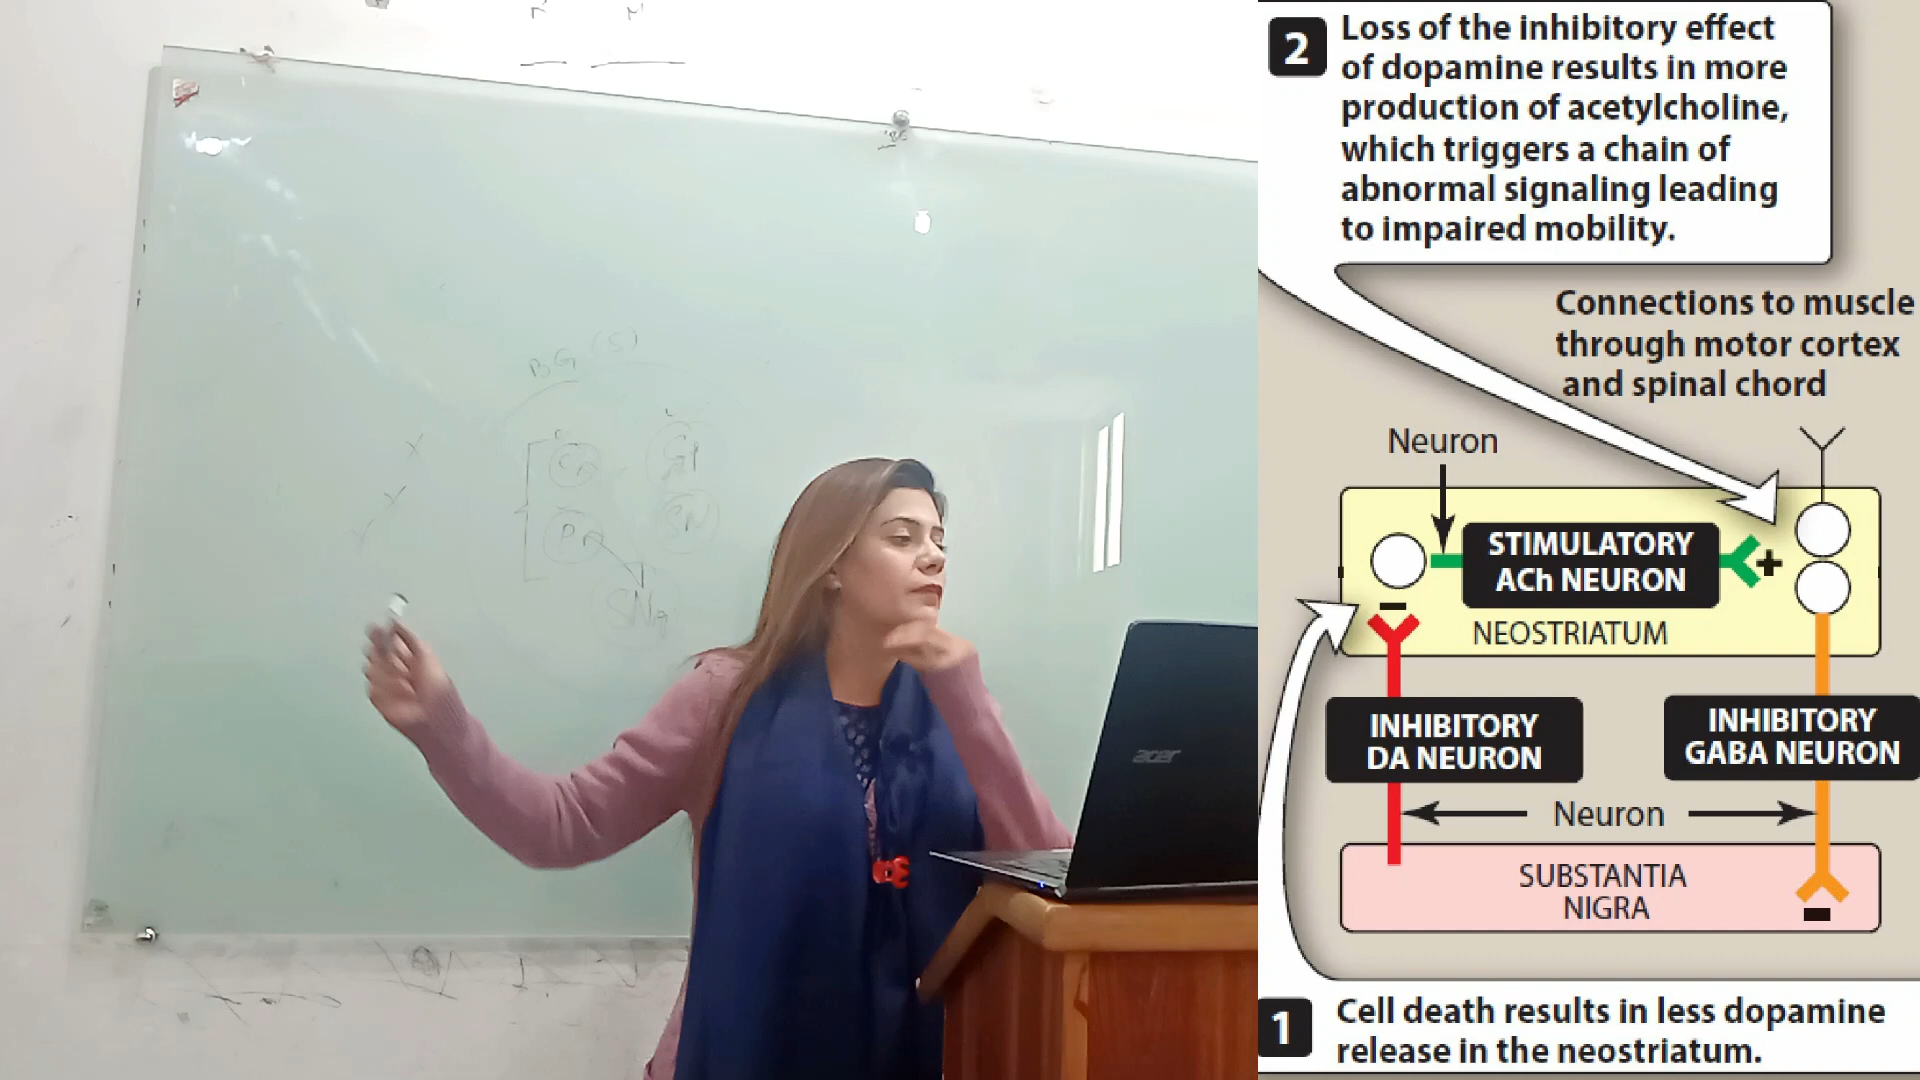 BG (S)
acer
2
Loss of the inhibitory effect
of dopamine results in more
production of acetylcholine,
which triggers a chain of
abnormal signaling leading
to impaired mobility.
Connections to muscle
through motor cortex
and spinal chord
Neuron
STIMULATORY
ACh NEURON
+
NEOSTRIATUM
INHIBITORY
DA NEURON
INHIBITORY
GABA NEURON
Neuron
SUBSTANTIA
NIGRA
1
Cell death results in less dopamine
release in the neostriatum.